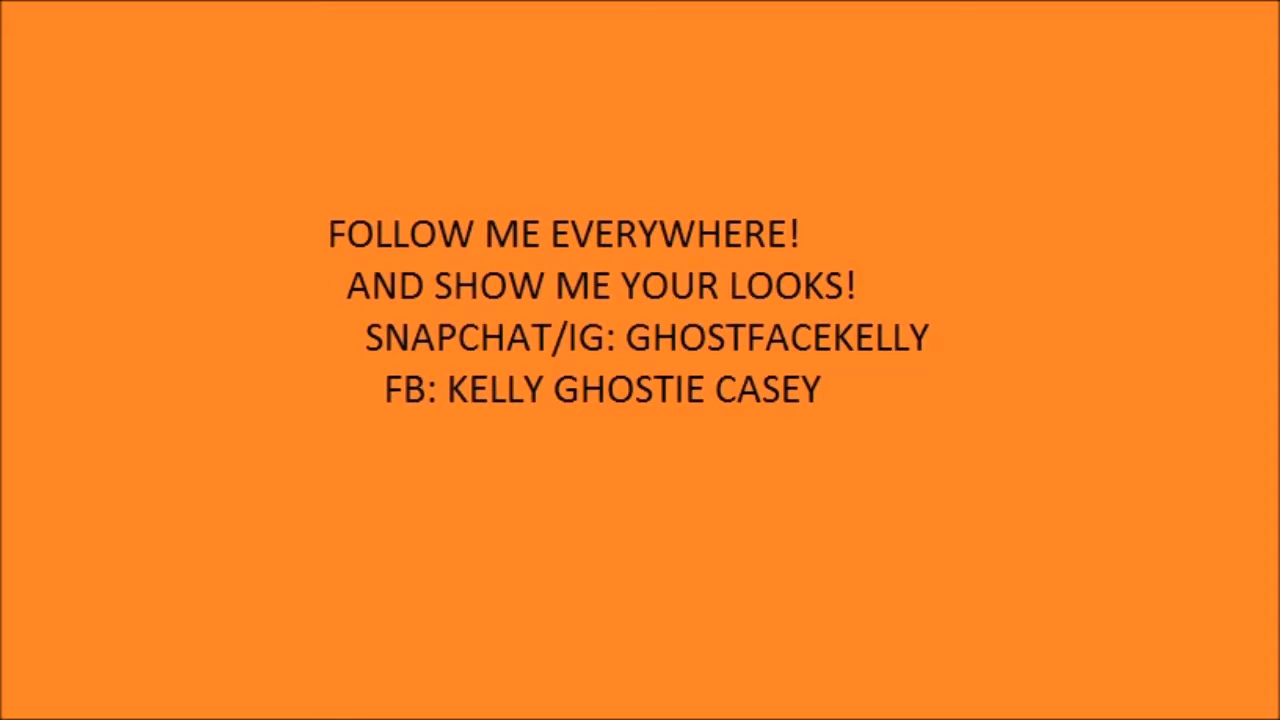 FOLLOW ME EVERYWHERE!
AND SHOW ME YOUR LOOKS!
SNAPCHAT/IG: GHOSTFACEKELLY
FB: KELLY GHOSTIE CASEY